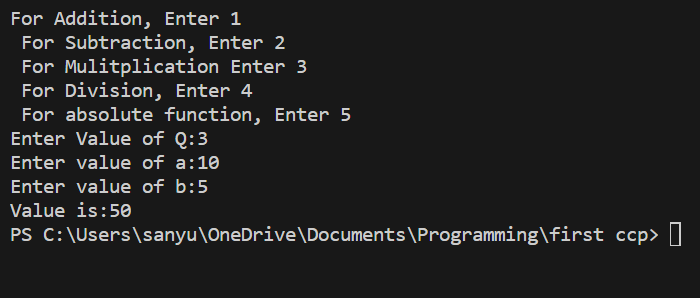 For Addition, Enter 1
For Subtraction, Enter 2
For Mulitplication Enter 3
For Division, Enter 4
For absolute function, Enter 5
Enter Value of Q:3
Enter value of a:10
Enter value of b:5
Value is:50
PS C:\Users\sanyu\OneDrive\Documents\Programming\first ccp>